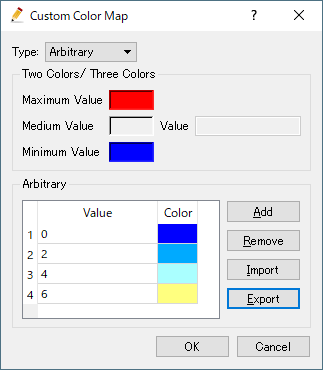 Custom Color Map
?
Type: Arbitrary
Two Colors/ Three Colors
Maximum Value
Medium Value Value
Minimum Value
Arbitrary
Value Color
1 0
2 2
3 4
4 6
Add
Remove
Import
Export
OK Cancel